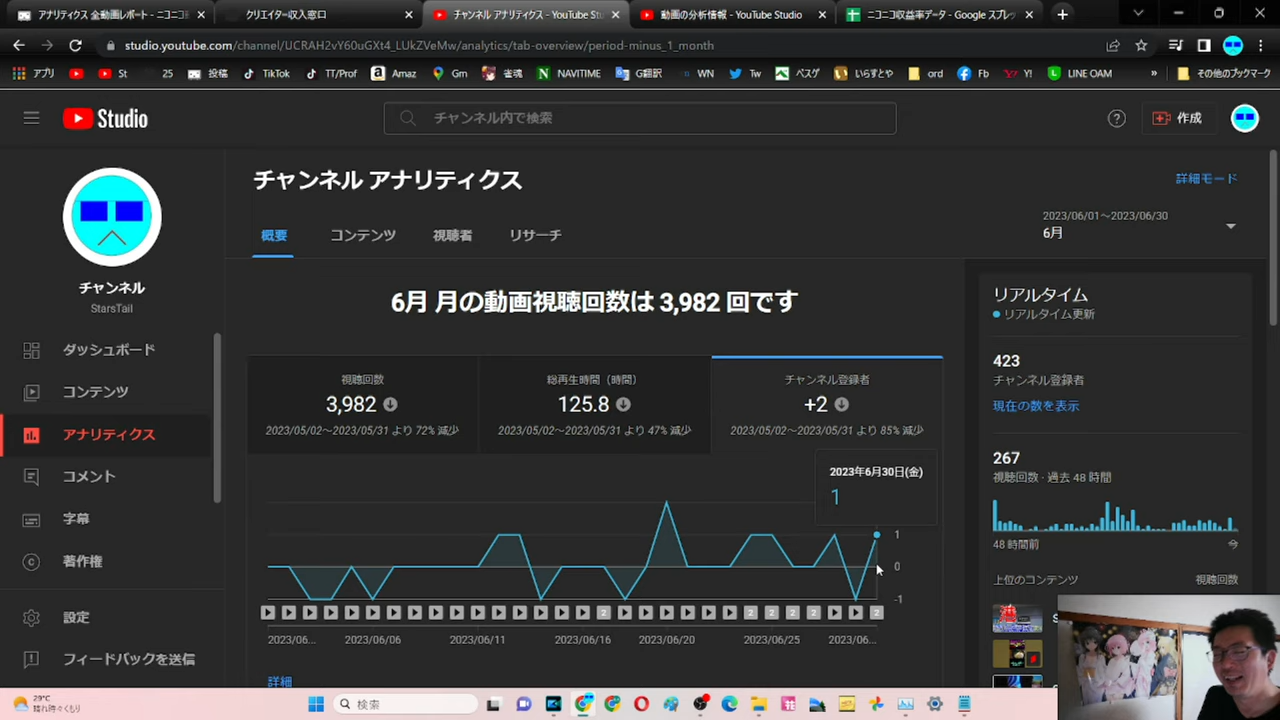 アナリティクス 全動画レポート - ニコニコ
クリエイター収入窓口
チャンネル アナリティクス - YouTube Stu
動画の分析情報 - YouTube Studio
ニコニコ収益率データ - Google スプレッ
studio.youtube.com/channel/UCRAH2vY60uGXt4_LUkZVeMw/analytics/tab-overview/period-minus_1_month
アプリ
St
25
投稿
TikTok
TT/Prof
Amaz
Gm
雀魂
NAVITIME
G翻訳
WN
Tw
ペスゲ
いらすとや
ord
Fb
Y!
LINE OAM
»
その他のブックマーク
Studio
チャンネル内で検索
作成
チャンネル アナリティクス
詳細モード
概要
コンテンツ
視聴者
リサーチ
2023/06/01～2023/06/30
6月
チャンネル
StarsTail
ダッシュボード
コンテンツ
アナリティクス
コメント
字幕
著作権
設定
フィードバックを送信
6月 月の動画視聴回数は 3,982 回です
視聴回数
3,982
2023/05/02～2023/05/31 より 72% 減少
総再生時間（時間）
125.8
2023/05/02～2023/05/31 より 47% 減少
チャンネル登録者
+2
2023/05/02～2023/05/31 より 85% 減少
2023年6月30日(金)
1
1
0
-1
2
2
2
2
2
2
2023/06...
2023/06/06
2023/06/11
2023/06/16
2023/06/20
2023/06/25
2023/06...
詳細
リアルタイム
リアルタイム更新
423
チャンネル登録者
現在の数を表示
267
視聴回数 · 過去 48 時間
48 時間前
今
上位のコンテンツ
視聴回数
29°C
晴れ時々くもり
検索